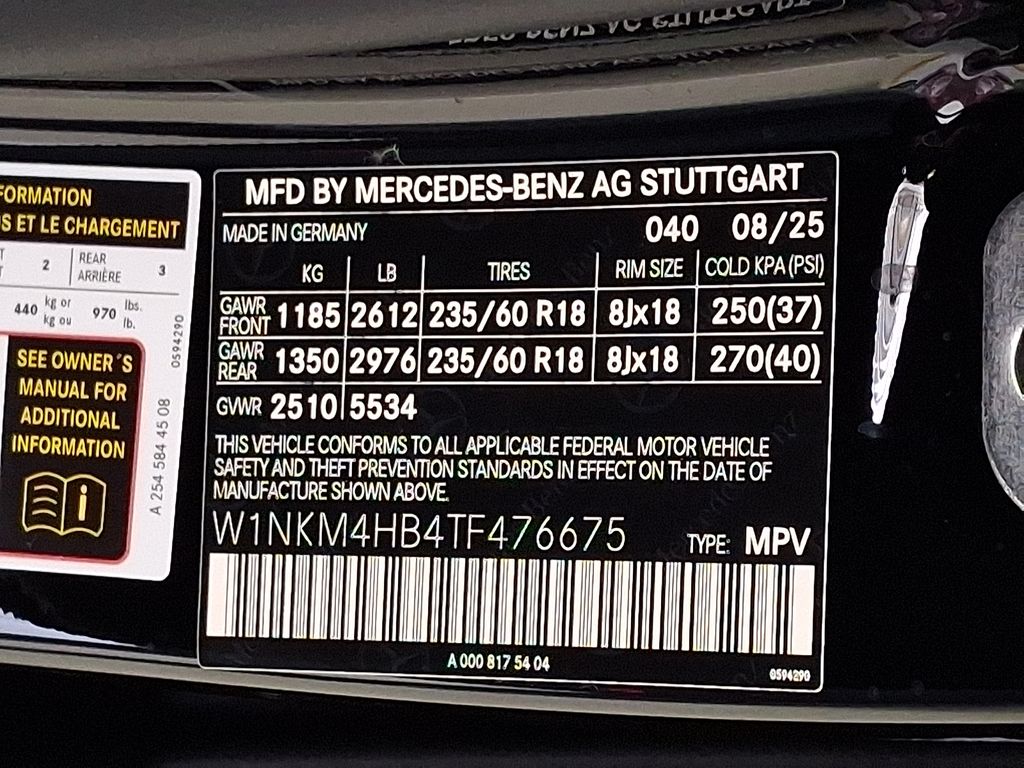 FORMATION
S ET LE CHARGEMENT
2
REAR
ARRIÈRE
3
440 kg or
kg ou
970 lbs.
lb.
SEE OWNER´S
MANUAL FOR
ADDITIONAL
INFORMATION
i
A 254 584 45 08
0594290
MFD BY MERCEDES-BENZ AG STUTTGART
MADE IN GERMANY 040 08/25
KG LB TIRES RIM SIZE COLD KPA (PSI)
GAWR FRONT 1185 2612 235/60 R18 8Jx18 250(37)
GAWR REAR 1350 2976 235/60 R18 8Jx18 270(40)
GVWR 2510 5534
THIS VEHICLE CONFORMS TO ALL APPLICABLE FEDERAL MOTOR VEHICLE
SAFETY AND THEFT PREVENTION STANDARDS IN EFFECT ON THE DATE OF
MANUFACTURE SHOWN ABOVE.
W1NKM4HB4TF476675 TYPE: MPV
A 000 817 54 04
0594290